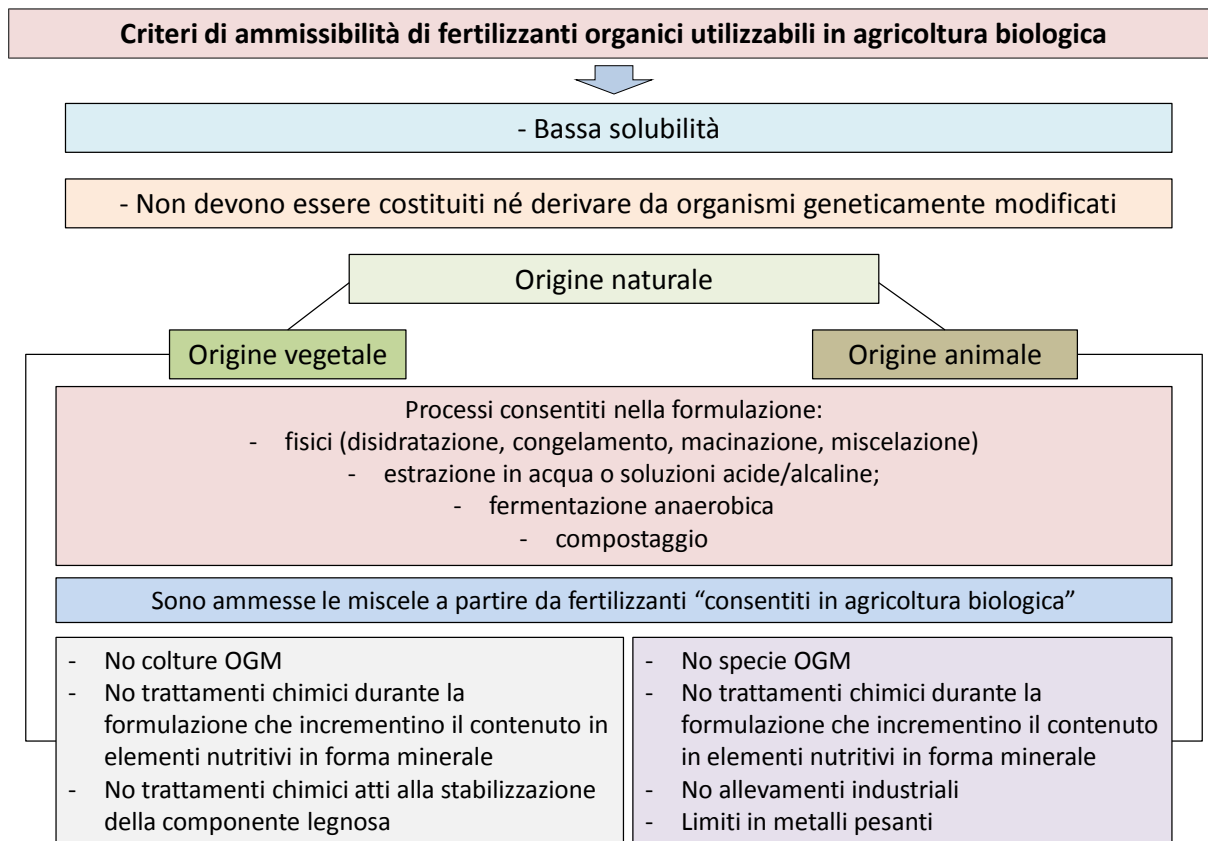 Criteri di ammissibilità di fertilizzanti organici utilizzabili in agricoltura biologica
- Bassa solubilità
- Non devono essere costituiti né derivare da organismi geneticamente modificati
Origine naturale
Origine vegetale
Origine animale
Processi consentiti nella formulazione:
- fisici (disidratazione, congelamento, macinazione, miscelazione)
- estrazione in acqua o soluzioni acide/alcaline;
- fermentazione anaerobica
- compostaggio
Sono ammesse le miscele a partire da fertilizzanti “consentiti in agricoltura biologica”
- No colture OGM
- No trattamenti chimici durante la
formulazione che incrementino il contenuto in
elementi nutritivi in forma minerale
- No trattamenti chimici atti alla stabilizzazione
della componente legnosa
- No specie OGM
- No trattamenti chimici durante la
formulazione che incrementino il contenuto
in elementi nutritivi in forma minerale
- No allevamenti industriali
- Limiti in metalli pesanti